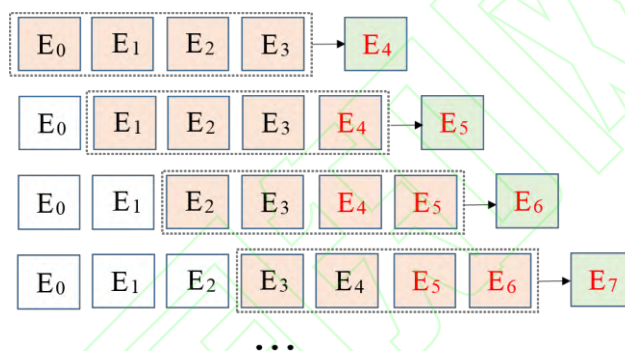 E₀ E₁ E₂ E₃ E₄
E₀ E₁ E₂ E₃ E₄ E₅
E₀ E₁ E₂ E₃ E₄ E₅ E₆
E₀ E₁ E₂ E₃ E₄ E₅ E₆ E₇
...